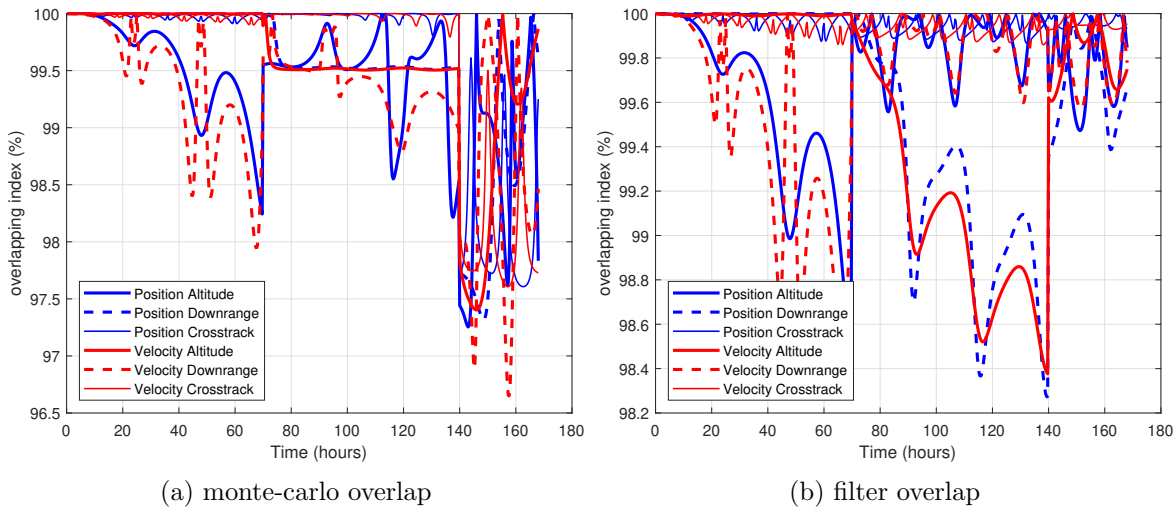 100
99.5
99
98.5
98
97.5
97
96.5
overlapping index (%)
Position Altitude
Position Downrange
Position Crosstrack
Velocity Altitude
Velocity Downrange
Velocity Crosstrack
0 20 40 60 80 100 120 140 160 180
Time (hours)
(a) monte-carlo overlap
100
99.8
99.6
99.4
99.2
99
98.8
98.6
98.4
98.2
overlapping index (%)
Position Altitude
Position Downrange
Position Crosstrack
Velocity Altitude
Velocity Downrange
Velocity Crosstrack
0 20 40 60 80 100 120 140 160 180
Time (hours)
(b) filter overlap